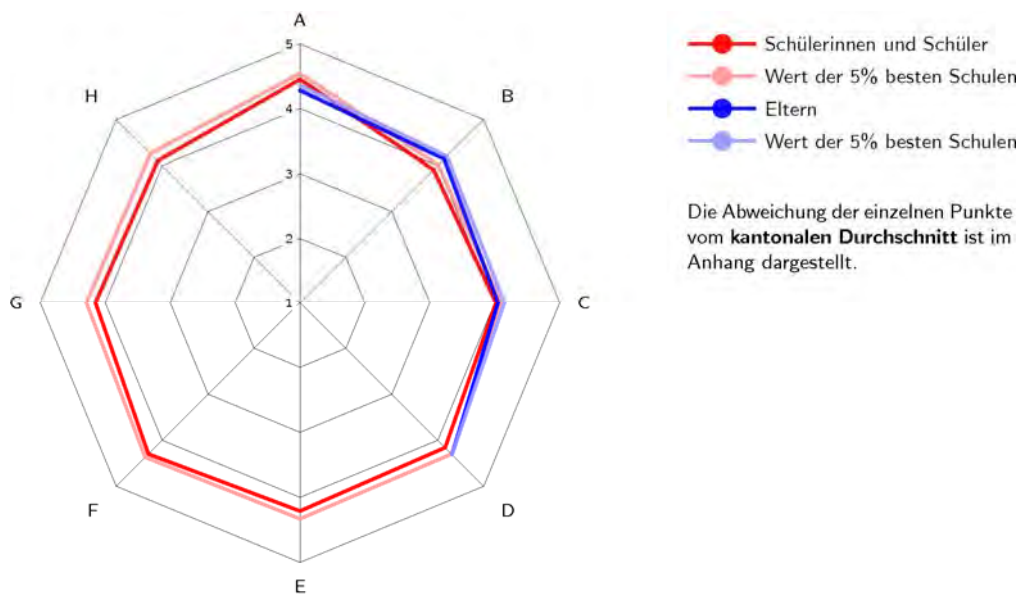 A
5
H
B
4
3
2
G
1
C
F
D
E
Schülerinnen und Schüler
Wert der 5% besten Schulen
Eltern
Wert der 5% besten Schulen
Die Abweichung der einzelnen Punkte
vom kantonalen Durchschnitt ist im
Anhang dargestellt.